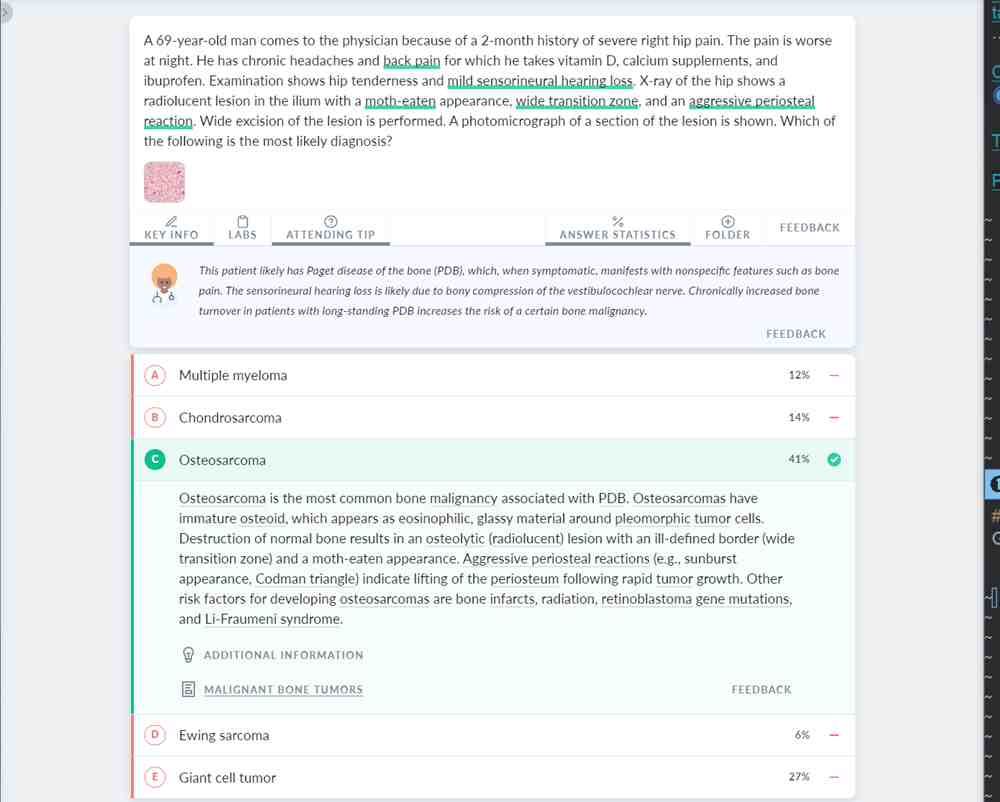 A 69-year-old man comes to the physician because of a 2-month history of severe right hip pain. The pain is worse
at night. He has chronic headaches and back pain for which he takes vitamin D, calcium supplements, and
ibuprofen. Examination shows hip tenderness and mild sensorineural hearing loss. X-ray of the hip shows a
radiolucent lesion in the ilium with a moth-eaten appearance, wide transition zone, and an aggressive periosteal
reaction. Wide excision of the lesion is performed. A photomicrograph of a section of the lesion is shown. Which of
the following is the most likely diagnosis?
KEY INFO
LABS
ATTENDING TIP
ANSWER STATISTICS
FOLDER
FEEDBACK
This patient likely has Paget disease of the bone (PDB), which, when symptomatic, manifests with nonspecific features such as bone
pain. The sensorineural hearing loss is likely due to bony compression of the vestibulocochlear nerve. Chronically increased bone
turnover in patients with long-standing PDB increases the risk of a certain bone malignancy.
FEEDBACK
A Multiple myeloma 12%
B Chondrosarcoma 14%
C Osteosarcoma 41%
Osteosarcoma is the most common bone malignancy associated with PDB. Osteosarcomas have
immature osteoid, which appears as eosinophilic, glassy material around pleomorphic tumor cells.
Destruction of normal bone results in an osteolytic (radiolucent) lesion with an ill-defined border (wide
transition zone) and a moth-eaten appearance. Aggressive periosteal reactions (e.g., sunburst
appearance, Codman triangle) indicate lifting of the periosteum following rapid tumor growth. Other
risk factors for developing osteosarcomas are bone infarcts, radiation, retinoblastoma gene mutations,
and Li-Fraumeni syndrome.
ADDITIONAL INFORMATION
MALIGNANT BONE TUMORS
FEEDBACK
D Ewing sarcoma 6%
E Giant cell tumor 27%